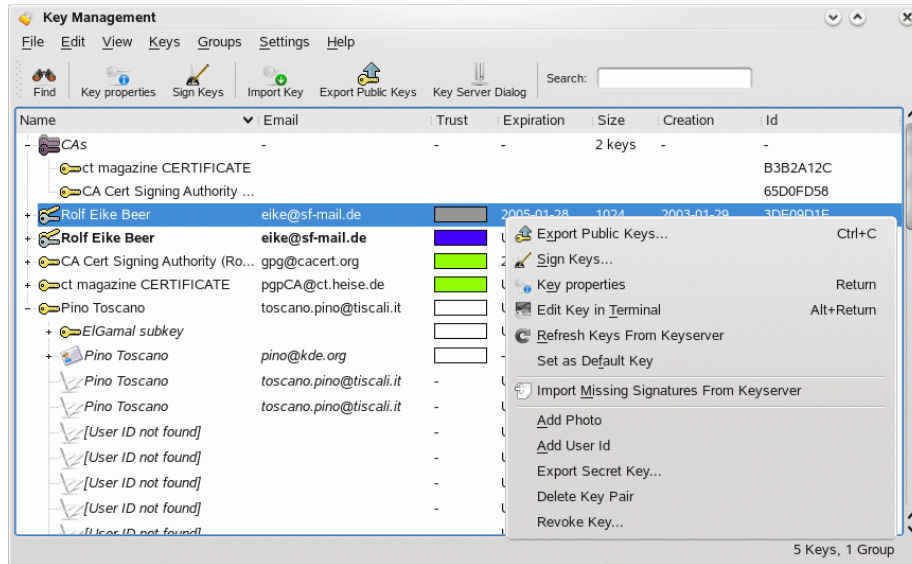 Key Management
File Edit View Keys Groups Settings Help
Find Key properties Sign Keys Import Key Export Public Keys Key Server Dialog Search:
Name Email Trust Expiration Size Creation Id
CAs - - - 2 keys - -
ct magazine CERTIFICATE B3B2A12C
CA Cert Signing Authority ... 65D0FD58
Rolf Eike Beer eike@sf-mail.de 2005-01-28 1024 2003-01-29 3DF09D1E
Rolf Eike Beer eike@sf-mail.de
CA Cert Signing Authority (Ro... gpg@cacert.org
ct magazine CERTIFICATE pgpCA@ct.heise.de
Pino Toscano toscano.pino@tiscali.it
ElGamal subkey
Pino Toscano pino@kde.org
Pino Toscano toscano.pino@tiscali.it -
Pino Toscano toscano.pino@tiscali.it -
[User ID not found] -
[User ID not found] -
[User ID not found] -
[User ID not found] -
[User ID not found]
Export Public Keys... Ctrl+C
Sign Keys...
Key properties Return
Edit Key in Terminal Alt+Return
Refresh Keys From Keyserver
Set as Default Key
Import Missing Signatures From Keyserver
Add Photo
Add User Id
Export Secret Key...
Delete Key Pair
Revoke Key...
5 Keys, 1 Group